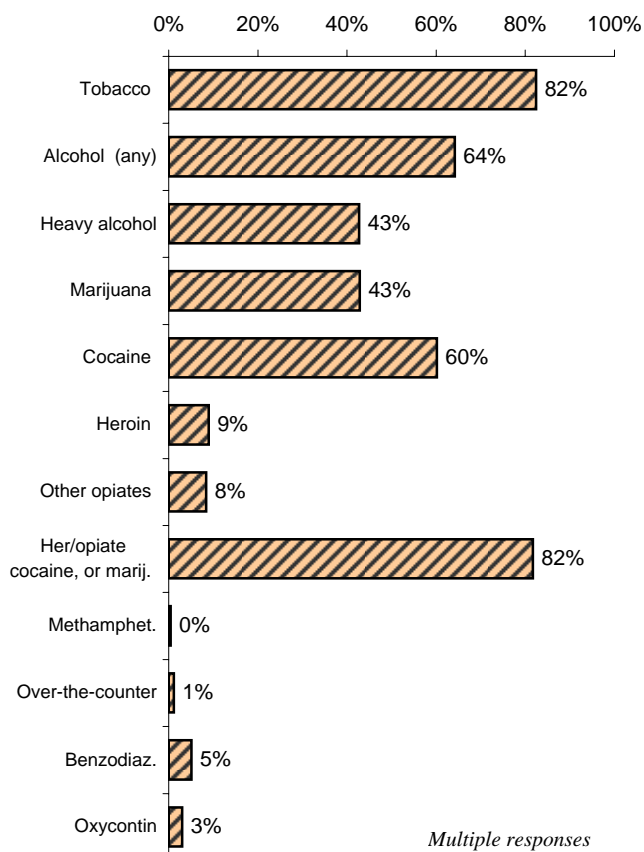 0% 20% 40% 60% 80% 100%
Tobacco 82%
Alcohol (any) 64%
Heavy alcohol 43%
Marijuana 43%
Cocaine 60%
Heroin 9%
Other opiates 8%
Her/opiate
cocaine, or marij. 82%
Methamphet. 0%
Over-the-counter 1%
Benzodiaz. 5%
Oxycontin 3%
Multiple responses